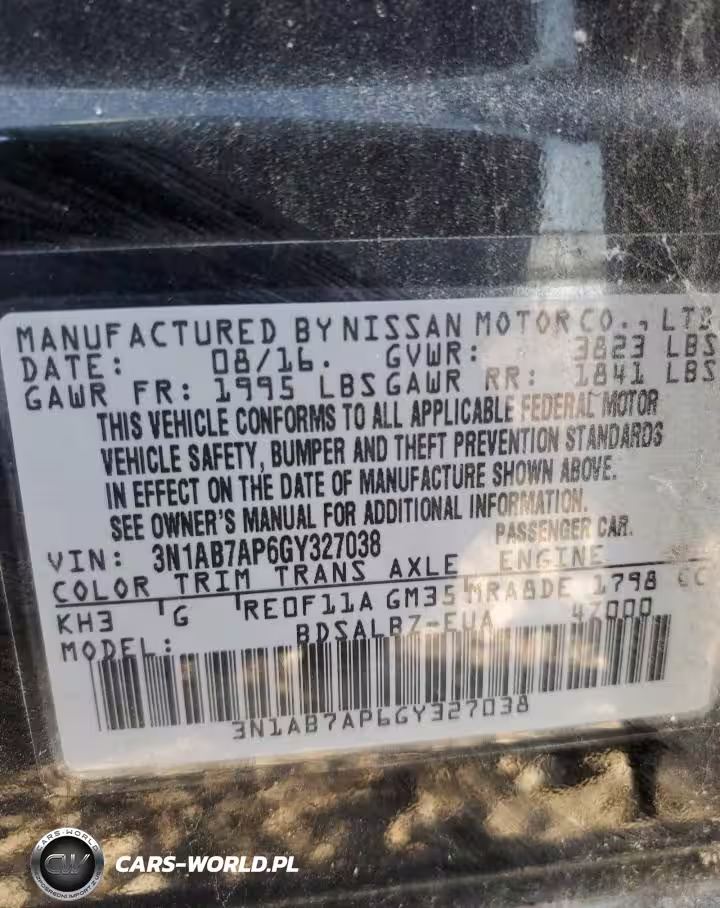 MANUFACTURED BY NISSAN MOTOR CO., LTD
DATE: 08/16. GVWR: 3823 LBS
GAWR FR: 1995 LBS GAWR RR: 1841 LBS
THIS VEHICLE CONFORMS TO ALL APPLICABLE FEDERAL MOTOR
VEHICLE SAFETY, BUMPER AND THEFT PREVENTION STANDARDS
IN EFFECT ON THE DATE OF MANUFACTURE SHOWN ABOVE.
SEE OWNER'S MANUAL FOR ADDITIONAL INFORMATION.
VIN: 3N1AB7AP6GY327038 PASSENGER CAR.
COLOR TRIM TRANS AXLE ENGINE
KH3 G RE0F11A GM35 MRA8DE 1798 CC
MODEL: BDSALBZ-EUA 47000
3N1AB7AP6GY327038
CARS-WORLD
CW
CARS-WORLD.PL